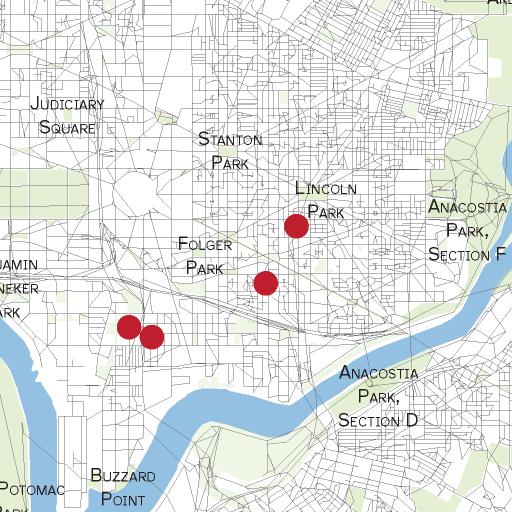 Judiciary
Square
Stanton
Park
Lincoln
Park
Anacostia
Park,
Section F
Folger
Park
Anacostia
Park,
Section D
Buzzard
Point
Potomac